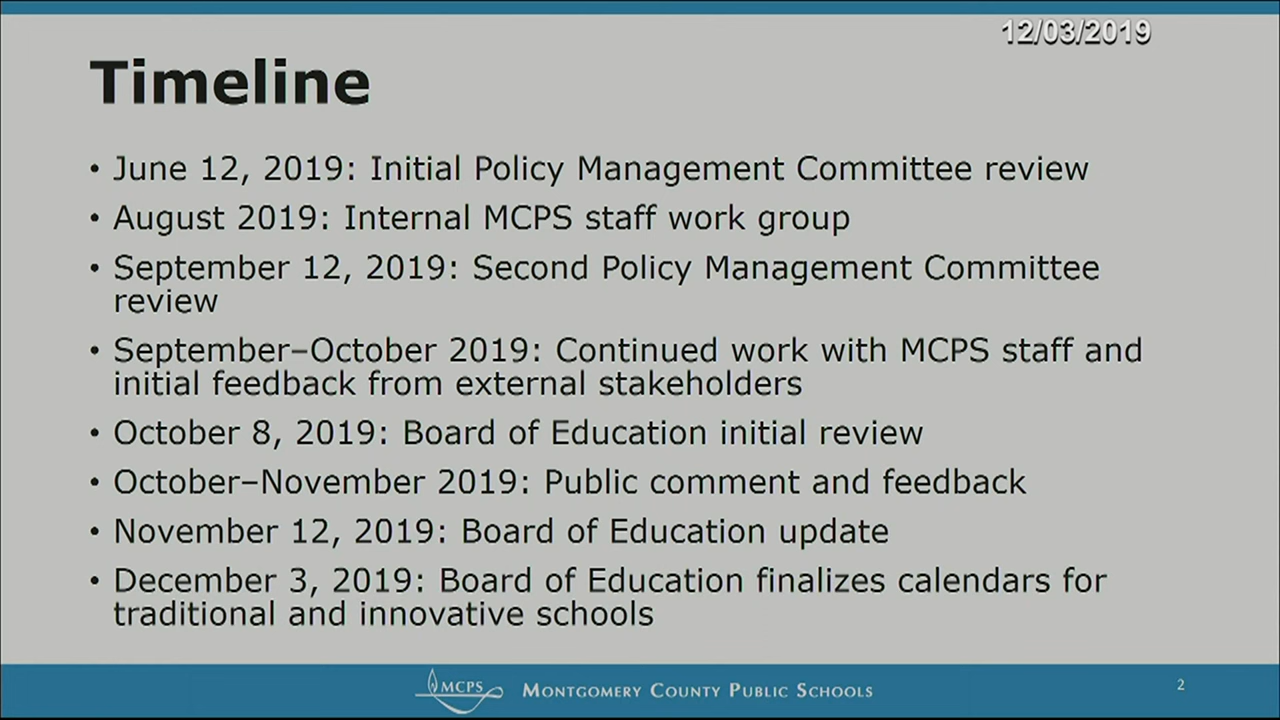 12/03/2019
Timeline
• June 12, 2019: Initial Policy Management Committee review
• August 2019: Internal MCPS staff work group
• September 12, 2019: Second Policy Management Committee
review
• September–October 2019: Continued work with MCPS staff and
initial feedback from external stakeholders
• October 8, 2019: Board of Education initial review
• October–November 2019: Public comment and feedback
• November 12, 2019: Board of Education update
• December 3, 2019: Board of Education finalizes calendars for
traditional and innovative schools
MCPS MONTGOMERY COUNTY PUBLIC SCHOOLS
2